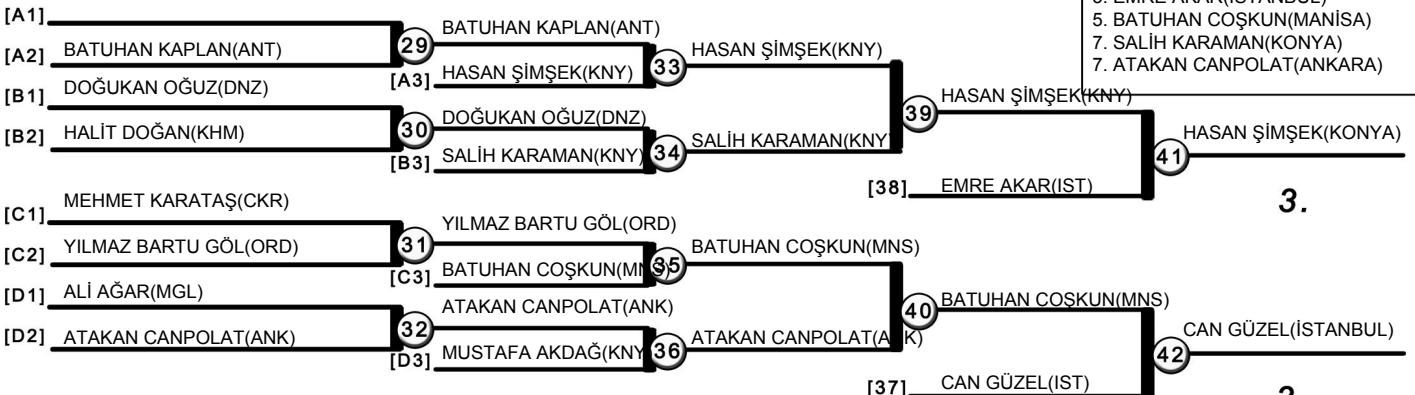 [A1]
[A2] BATUHAN KAPLAN(ANT)
29
BATUHAN KAPLAN(ANT)
[A3] HASAN ŞİMŞEK(KNY)
33
HASAN ŞİMŞEK(KNY)
[B1] DOĞUKAN OĞUZ(DNZ)
[B2] HALİT DOĞAN(KHM)
30
DOĞUKAN OĞUZ(DNZ)
[B3] SALİH KARAMAN(KNY)
34
SALİH KARAMAN(KNY
39
HASAN ŞİMŞEK(KNY)
[38] EMRE AKAR(IST)
41
HASAN ŞİMŞEK(KONYA)
3.
[C1] MEHMET KARATAŞ(CKR)
[C2] YILMAZ BARTU GÖL(ORD)
31
YILMAZ BARTU GÖL(ORD)
[C3] BATUHAN COŞKUN(MNS)
35
BATUHAN COŞKUN(MNS)
[D1] ALİ AĞAR(MGL)
[D2] ATAKAN CANPOLAT(ANK)
32
ATAKAN CANPOLAT(ANK)
[D3] MUSTAFA AKDAĞ(KNY
36
ATAKAN CANPOLAT(ANK)
40
BATUHAN COŞKUN(MNS)
[37] CAN GÜZEL(IST)
42
CAN GÜZEL(İSTANBUL)
5. BATUHAN COŞKUN(MANİSA)
7. SALİH KARAMAN(KONYA)
7. ATAKAN CANPOLAT(ANKARA)